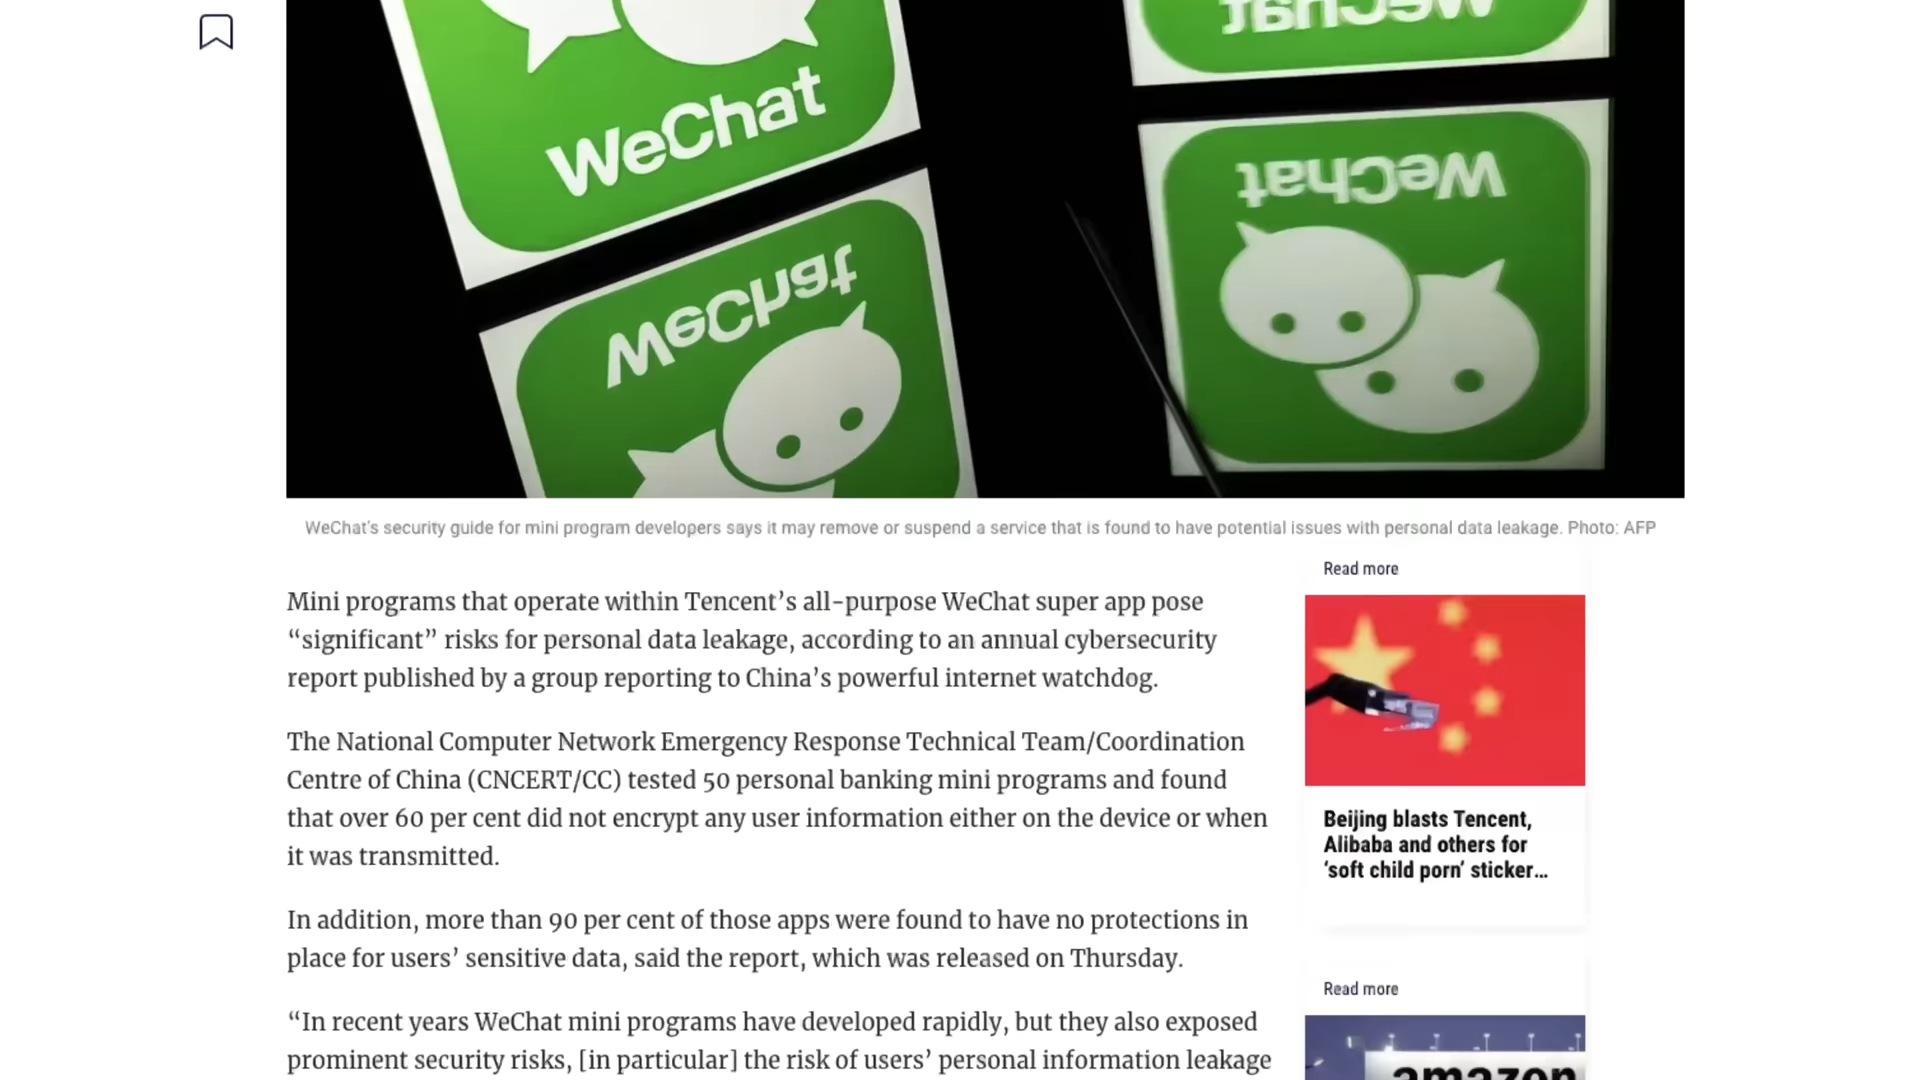 WeChat
WeChat
WeChat
WeChat
WeChat's security guide for mini program developers says it may remove or suspend a service that is found to have potential issues with personal data leakage. Photo: AFP
Mini programs that operate within Tencent’s all-purpose WeChat super app pose
“significant” risks for personal data leakage, according to an annual cybersecurity
report published by a group reporting to China’s powerful internet watchdog.
The National Computer Network Emergency Response Technical Team/Coordination
Centre of China (CNCERT/CC) tested 50 personal banking mini programs and found
that over 60 per cent did not encrypt any user information either on the device or when
it was transmitted.
In addition, more than 90 per cent of those apps were found to have no protections in
place for users’ sensitive data, said the report, which was released on Thursday.
“In recent years WeChat mini programs have developed rapidly, but they also exposed
prominent security risks, [in particular] the risk of users’ personal information leakage
Read more
Beijing blasts Tencent,
Alibaba and others for
‘soft child porn’ sticker…
Read more
amazon